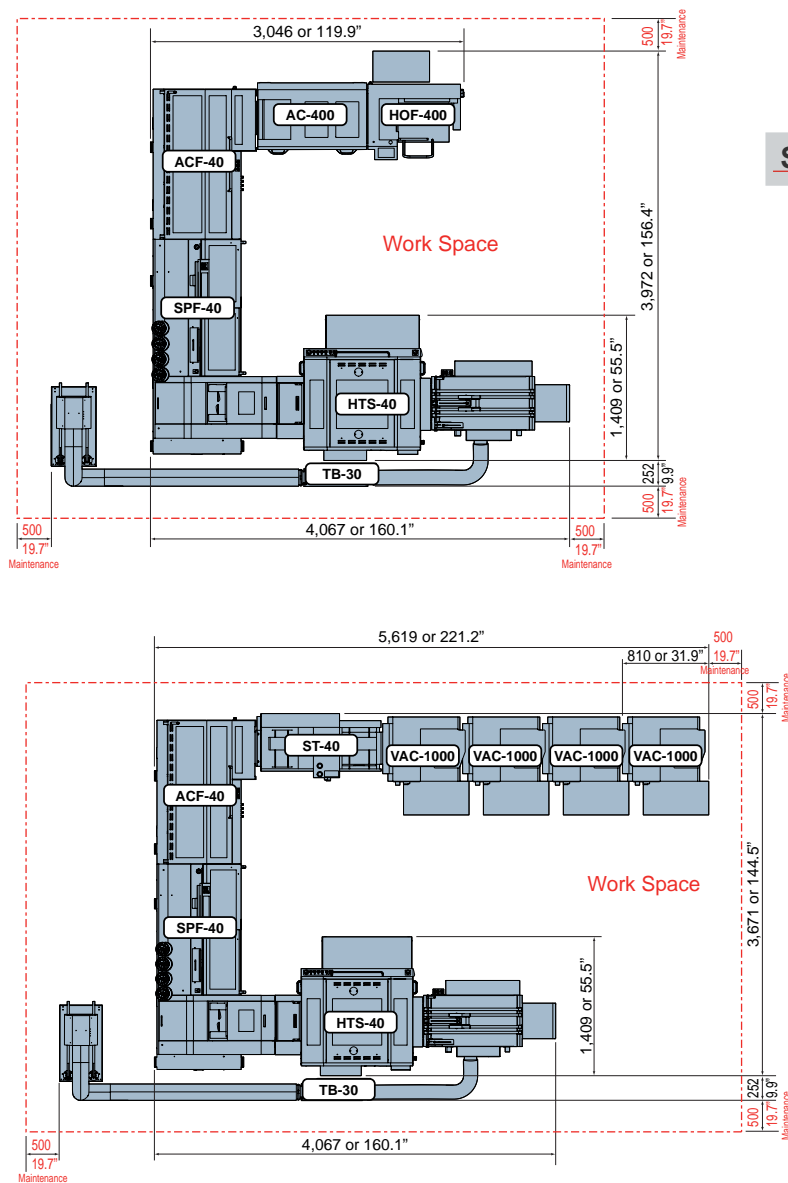 3,046 or 119.9”
500
19.7”
Maintenance
AC-400
HOF-400
ACF-40
S
Work Space
3,972 or 156.4”
SPF-40
1,409 or 55.5”
HTS-40
TB-30
252
9.9”
500
19.7”
Maintenance
500
19.7”
Maintenance
4,067 or 160.1”
500
19.7”
Maintenance
5,619 or 221.2”
500
19.7”
Maintenance
810 or 31.9”
500
19.7”
Maintenance
ST-40
VAC-1000
VAC-1000
VAC-1000
VAC-1000
ACF-40
Work Space
3,671 or 144.5”
SPF-40
1,409 or 55.5”
HTS-40
TB-30
252
9.9”
500
19.7”
Maintenance
500
19.7”
Maintenance
4,067 or 160.1”